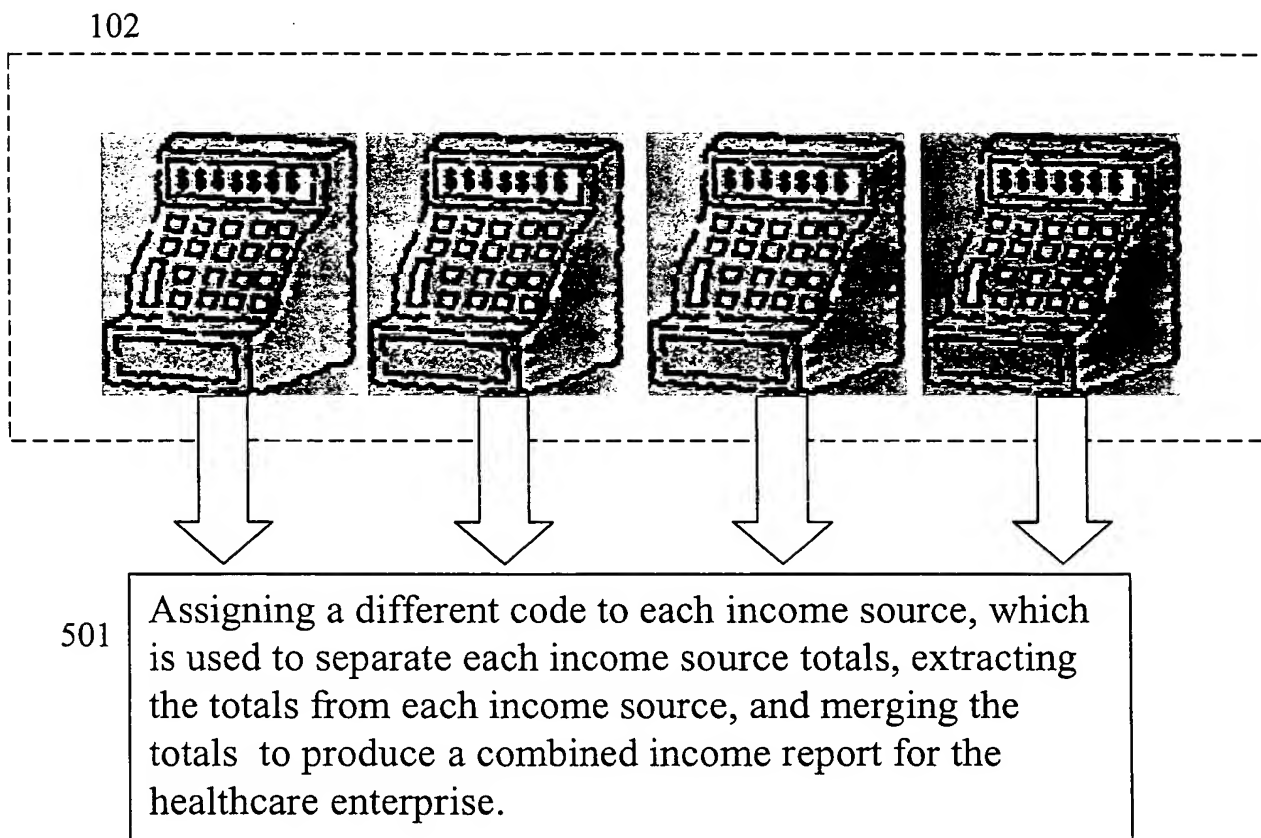 102
$$$$$$$ $$$$$$$ $$$$$$$ $$$$$$$
501
Assigning a different code to each income source, which
is used to separate each income source totals, extracting
the totals from each income source, and merging the
totals to produce a combined income report for the
healthcare enterprise.